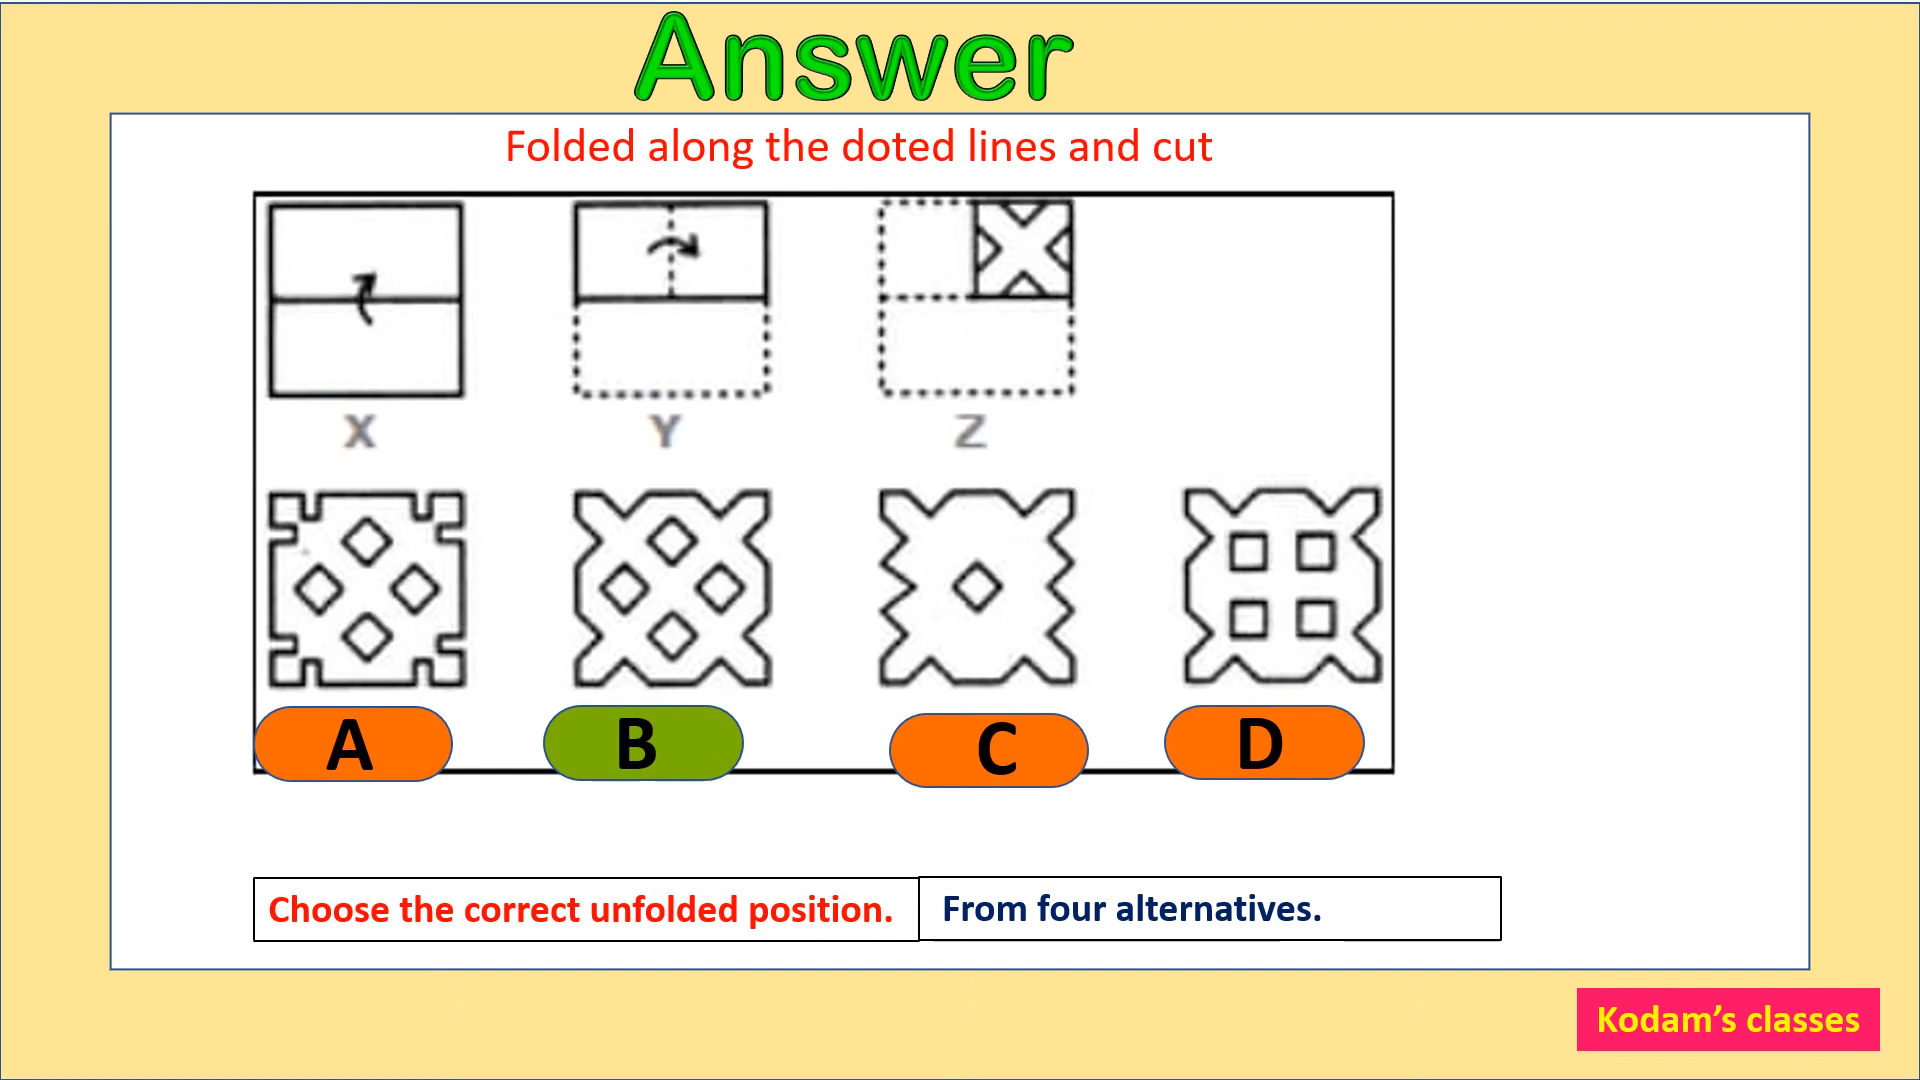 Answer
Folded along the doted lines and cut
X Y Z
A B C D
Choose the correct unfolded position. From four alternatives.
Kodam's classes